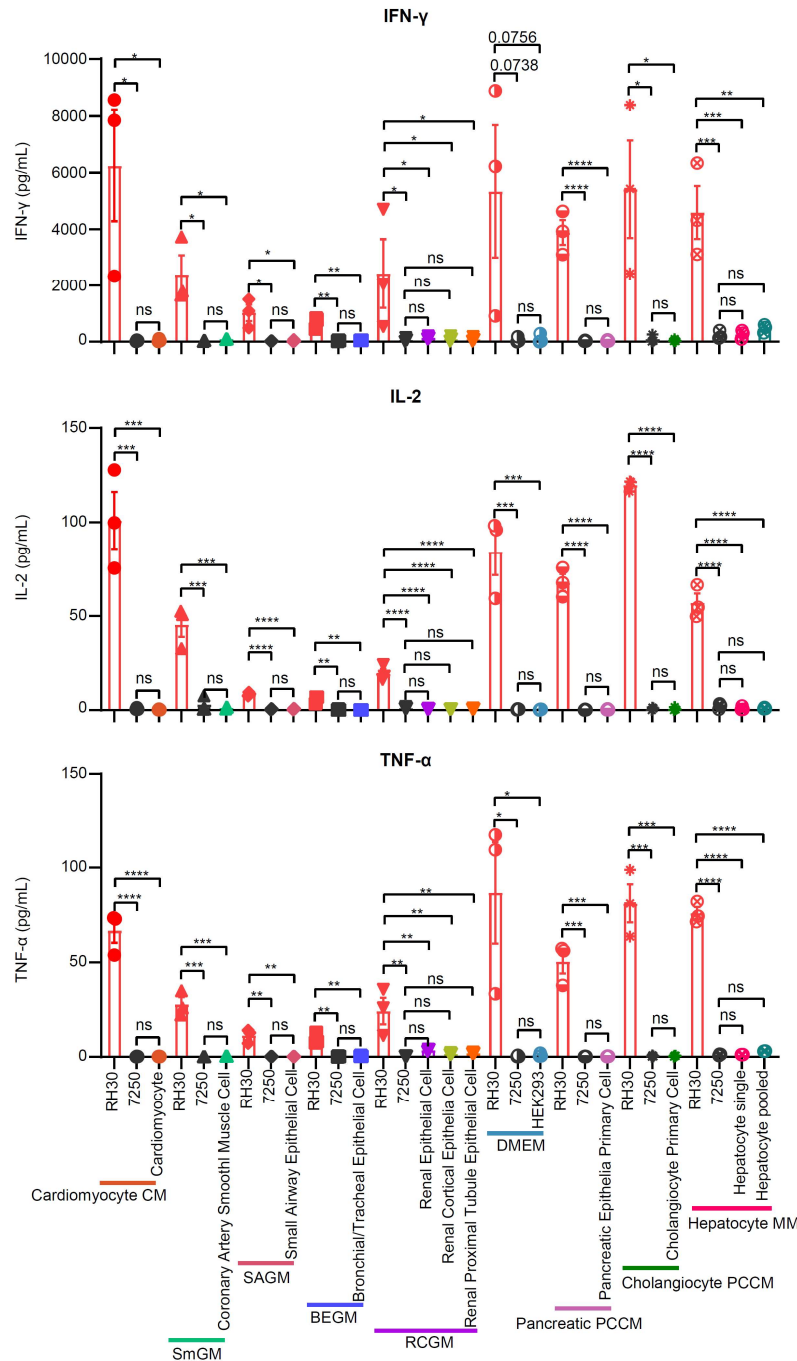 IFN-γ
0.0756
0.0738
10000
8000
6000
4000
2000
0
IFN-γ (pg/mL)
* * * * * * ** ** * * * * **** **** * * ** *** ***
ns ns ns ns ns ns ns ns ns ns ns ns
IL-2
150
100
50
0
IL-2 (pg/mL)
*** *** *** *** **** **** ** ** **** **** **** **** *** *** **** **** **** **** **** **** ****
ns ns ns ns ns ns ns ns ns ns ns ns
TNF-α
150
100
50
0
TNF-α (pg/mL)
**** **** *** *** ** ** ** ** ** ** ** ** * * *** *** *** *** **** **** ****
ns ns ns ns ns ns ns ns ns ns ns ns
RH30
7250
Cardiomyocyte
RH30
7250
Coronary Artery Smoothl Muscle Cell
RH30
7250
Small Airway Epithelial Cell
RH30
7250
Bronchial/Tracheal Epithelial Cell
RH30
7250
Renal Epithelial Cell
Renal Cortical Epithelia Cell
Renal Proximal Tubule Epithelial Cell
RH30
7250
HEK293
RH30
7250
Pancreatic Epithelia Primary Cell
RH30
7250
Cholangiocyte Primary Cell
RH30
7250
Hepatocyte single
Hepatocyte pooled
Cardiomyocyte CM
SmGM
SAGM
BEGM
RCGM
DMEM
Pancreatic PCCM
Cholangiocyte PCCM
Hepatocyte MM